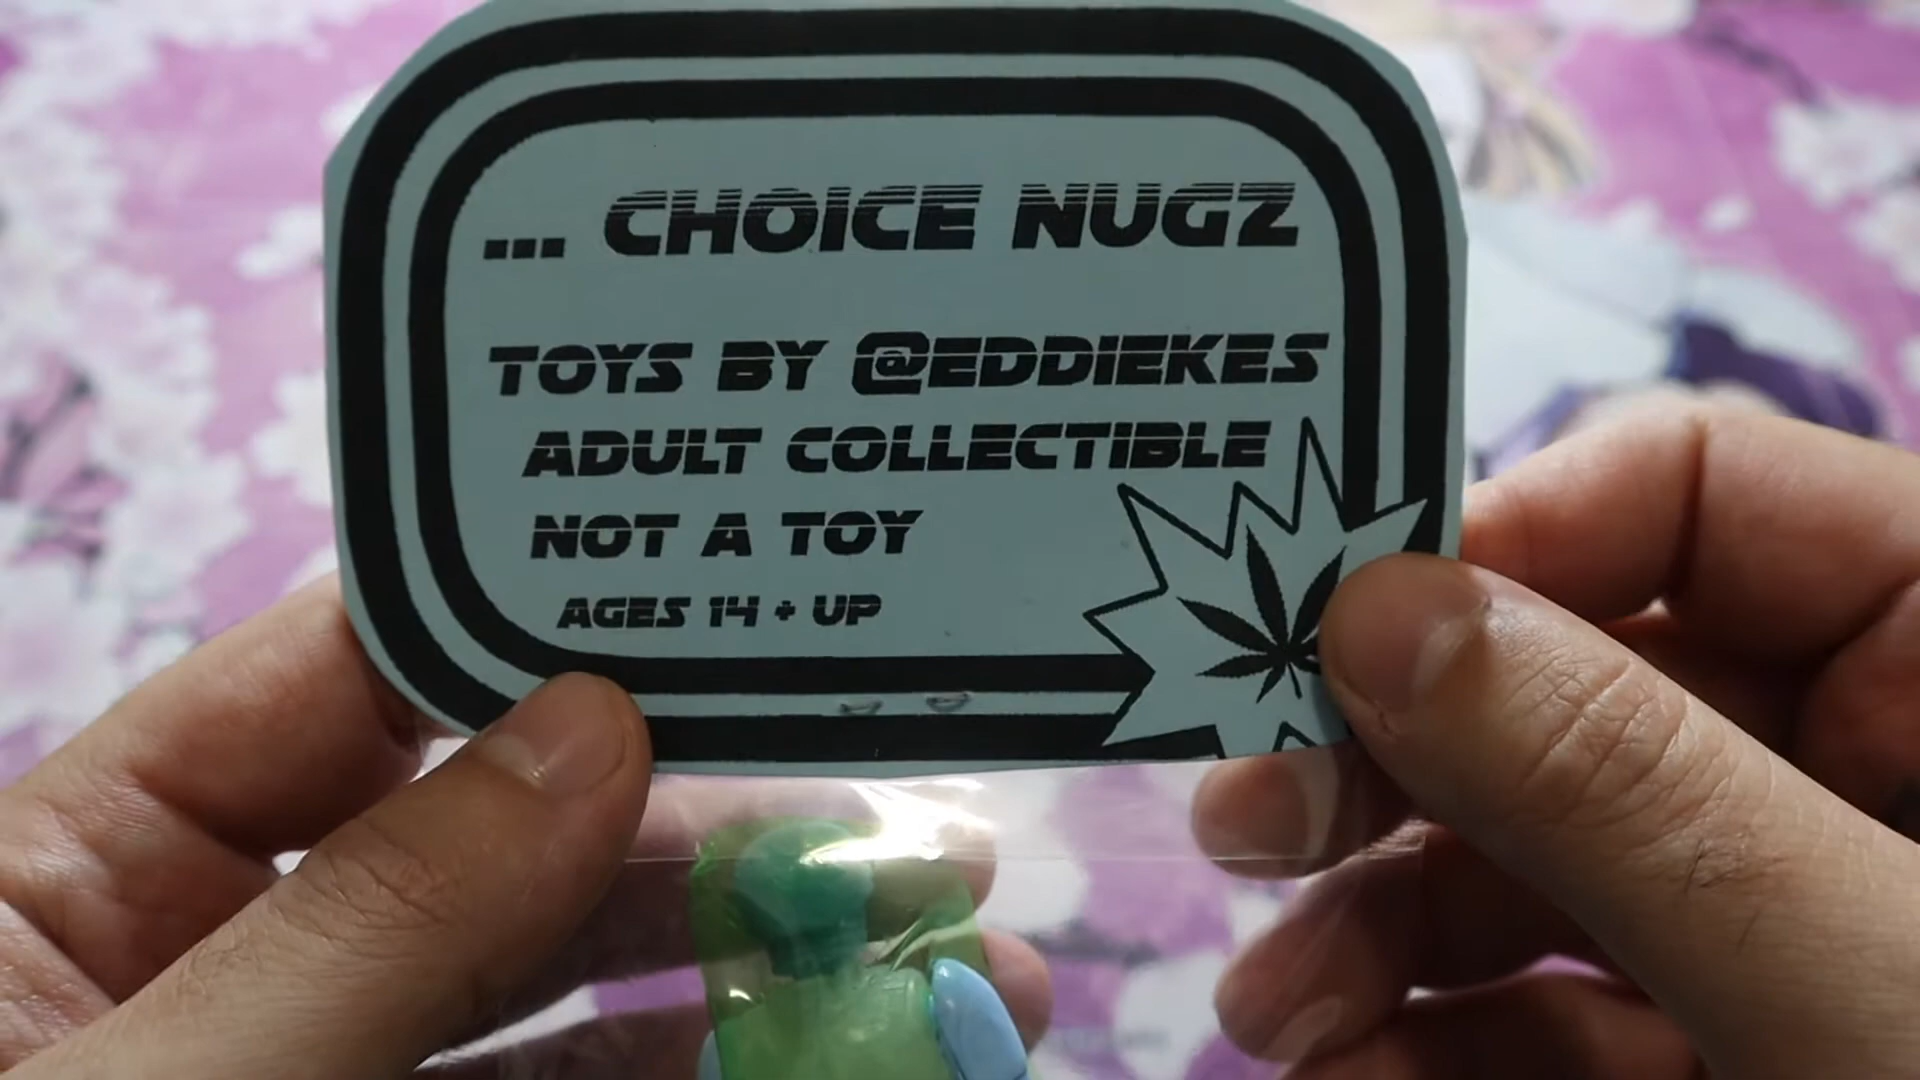 ... CHOICE NUGZ
TOYS BY @EDDIEKES
ADULT COLLECTIBLE
NOT A TOY
AGES 14 + UP